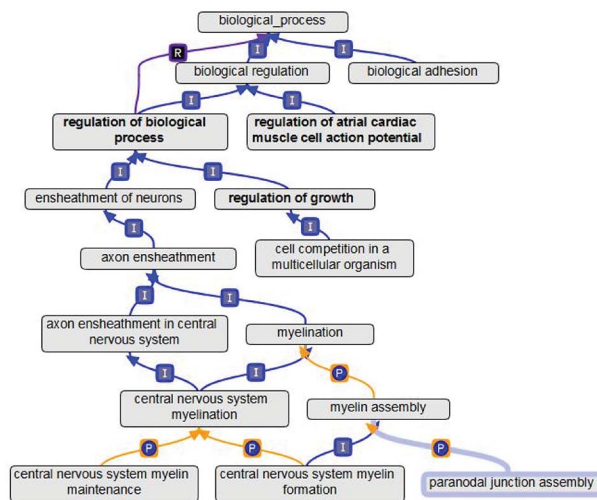 biological_process
R
I
I
biological regulation
biological adhesion
I
I
regulation of biological
process
regulation of atrial cardiac
muscle cell action potential
I
I
ensheathment of neurons
regulation of growth
I
I
axon ensheathment
cell competition in a
multicellular organism
I
I
axon ensheathment in central
nervous system
myelination
I
I
P
central nervous system
myelination
myelin assembly
P
P
I
P
central nervous system myelin
maintenance
central nervous system myelin
formation
paranodal junction assembly